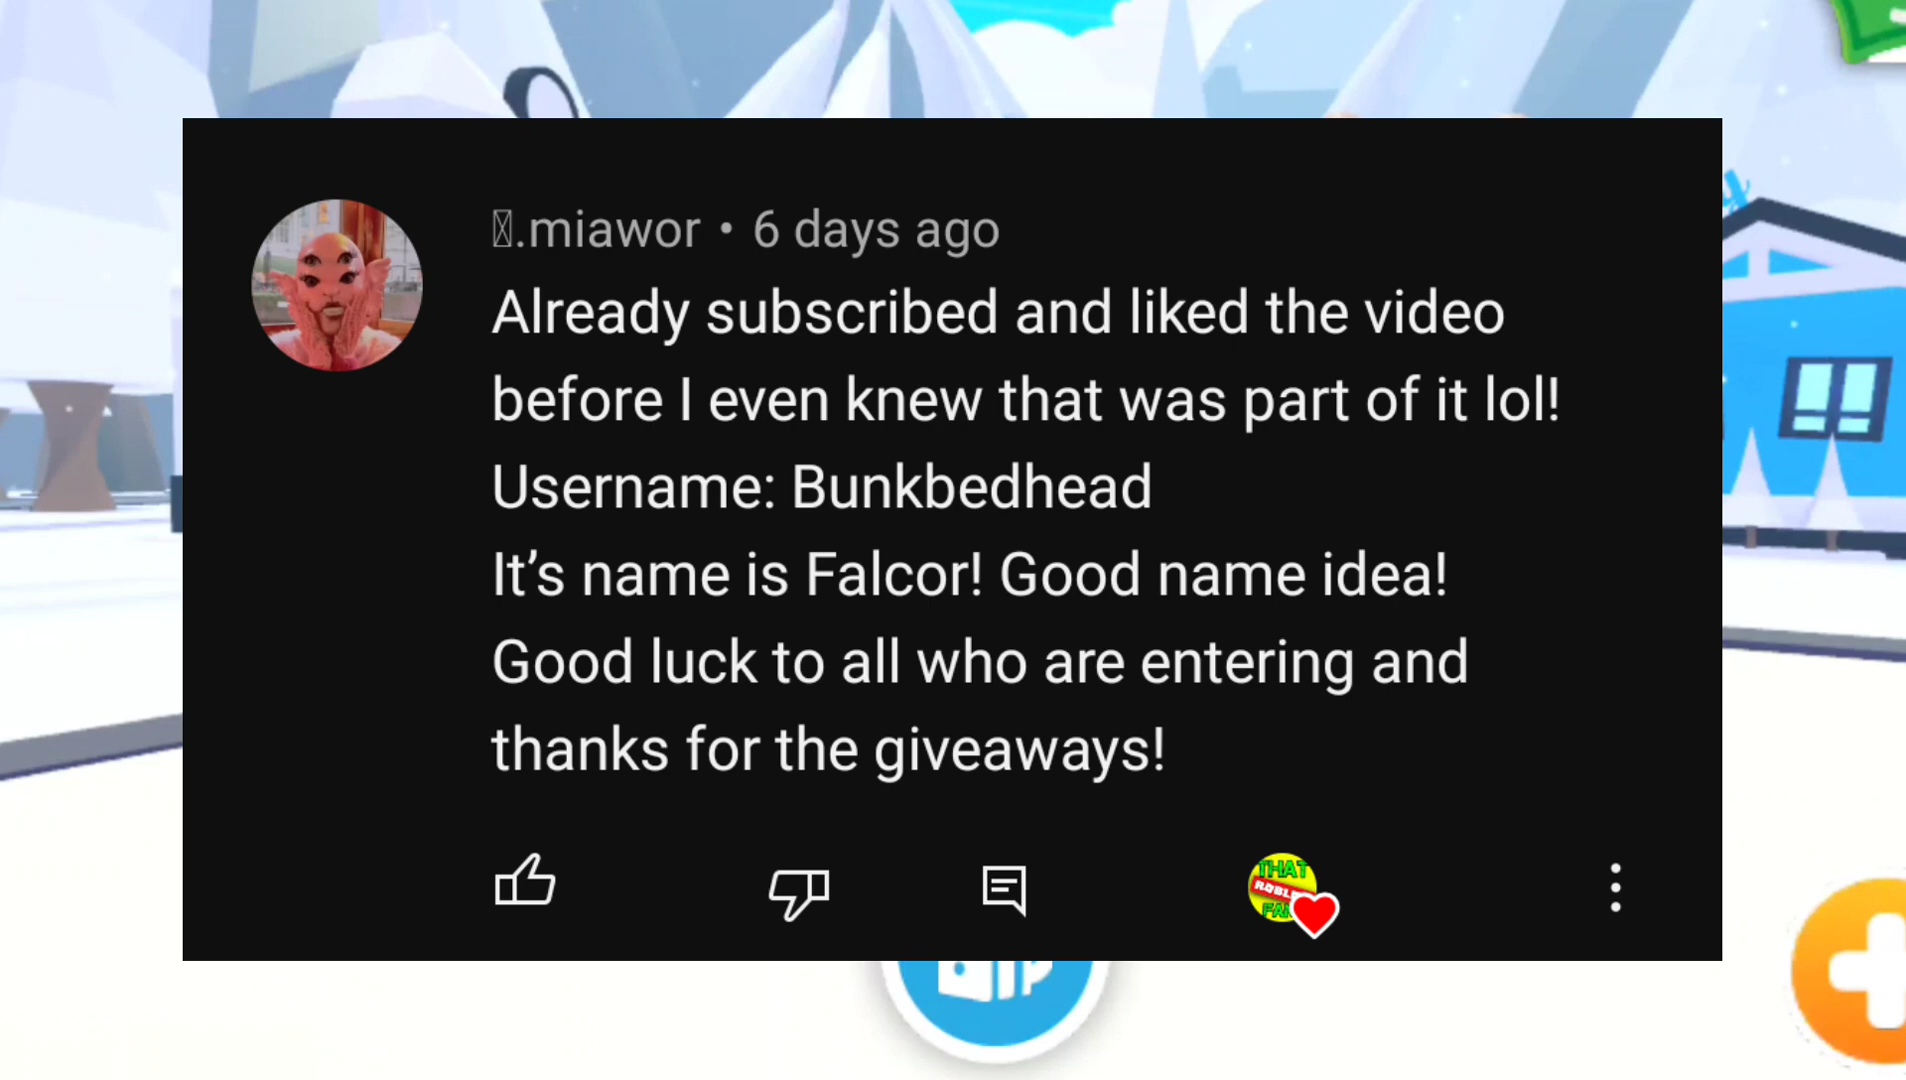 .miawor • 6 days ago
Already subscribed and liked the video
before I even knew that was part of it lol!
Username: Bunkbedhead
It’s name is Falcor! Good name idea!
Good luck to all who are entering and
thanks for the giveaways!
THAT